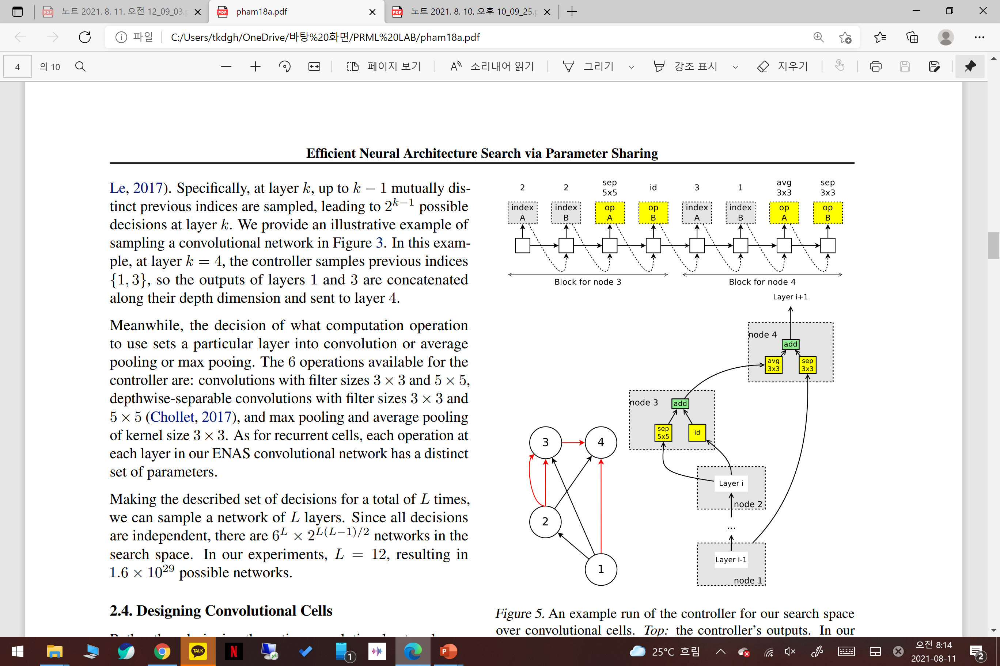 노트 2021. 8. 11. 오전 12_09_03.p
pham18a.pdf
노트 2021. 8. 10. 오후 10_09_25.p
파일
C:/Users/tkdgh/OneDrive/바탕%20화면/PRML%20LAB/pham18a.pdf
4
의 10
페이지 보기
소리내어 읽기
그리기
강조 표시
지우기
Efficient Neural Architecture Search via Parameter Sharing
Le, 2017). Specifically, at layer k, up to k − 1 mutually dis-
tinct previous indices are sampled, leading to 2^{k−1} possible
decisions at layer k. We provide an illustrative example of
sampling a convolutional network in Figure 3. In this exam-
ple, at layer k = 4, the controller samples previous indices
{1, 3}, so the outputs of layers 1 and 3 are concatenated
along their depth dimension and sent to layer 4.
Meanwhile, the decision of what computation operation
to use sets a particular layer into convolution or average
pooling or max pooing. The 6 operations available for the
controller are: convolutions with filter sizes 3 × 3 and 5 × 5,
depthwise-separable convolutions with filter sizes 3 × 3 and
5 × 5 (Chollet, 2017), and max pooling and average pooling
of kernel size 3 × 3. As for recurrent cells, each operation at
each layer in our ENAS convolutional network has a distinct
set of parameters.
Making the described set of decisions for a total of L times,
we can sample a network of L layers. Since all decisions
are independent, there are 6^L × 2^{L(L−1)/2} networks in the
search space. In our experiments, L = 12, resulting in
1.6 × 10^{29} possible networks.
2.4. Designing Convolutional Cells
2 2 sep 5x5 id 3 1 avg 3x3 sep 3x3
index A index B op A op B index A index B op A op B
Block for node 3 Block for node 4
Layer i+1
node 4
add
avg 3x3
sep 3x3
node 3
add
sep 5x5
id
Layer i
node 2
...
Layer i-1
node 1
3
4
2
1
Figure 5. An example run of the controller for our search space
over convolutional cells. Top: the controller's outputs. In our
TALK
N
1
P
25°C 흐림
오전 8:14
2021-08-11
2